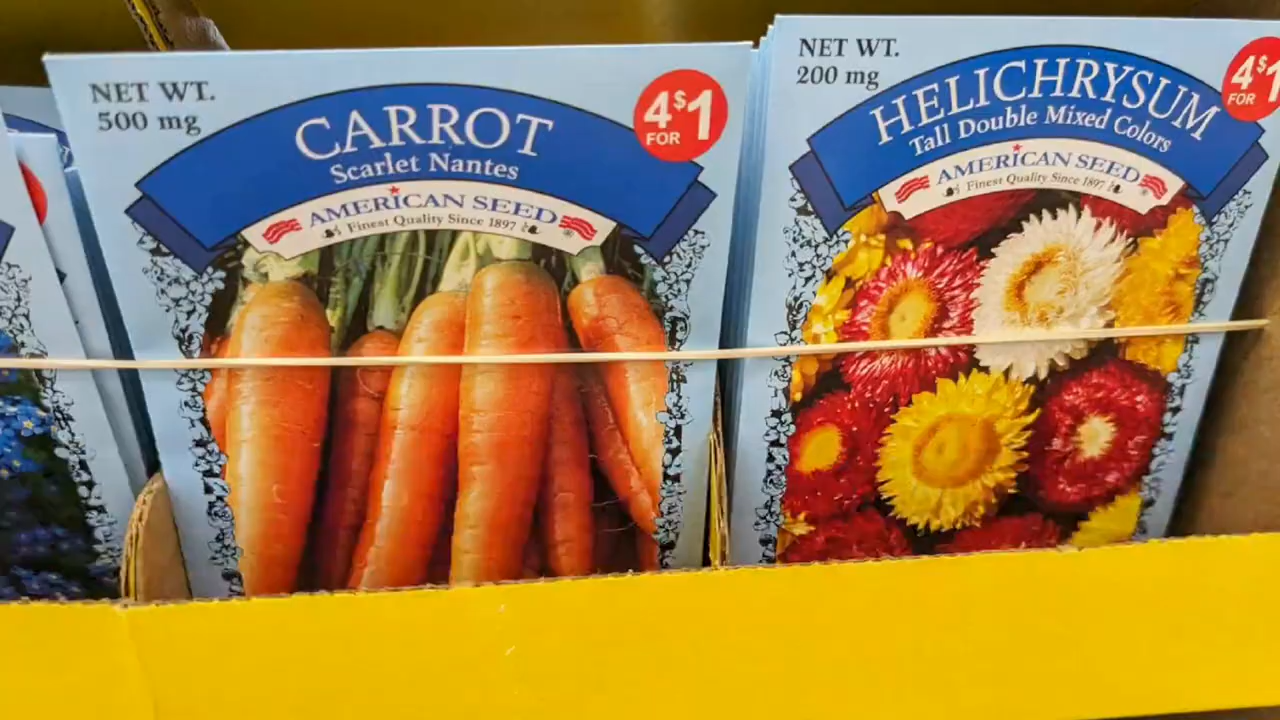 NET WT.
500 mg
CARROT
Scarlet Nantes
AMERICAN SEED
Finest Quality Since 1897
4$1
FOR
NET WT.
200 mg
HELICHRYSUM
Tall Double Mixed Colors
AMERICAN SEED
Finest Quality Since 1897
4$1
FOR